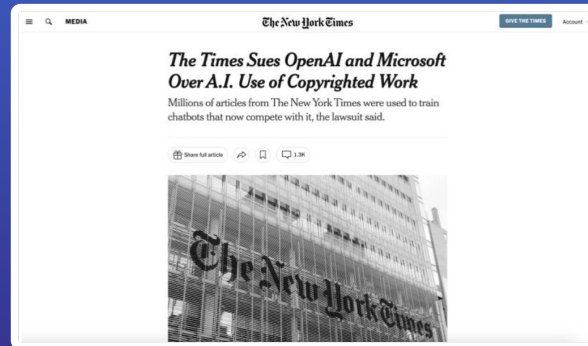 MEDIA
The New York Times
GIVE THE TIMES
Account
The Times Sues OpenAI and Microsoft
Over A.I. Use of Copyrighted Work
Millions of articles from The New York Times were used to train
chatbots that now compete with it, the lawsuit said.
Share full article
1.3K
The New York Times